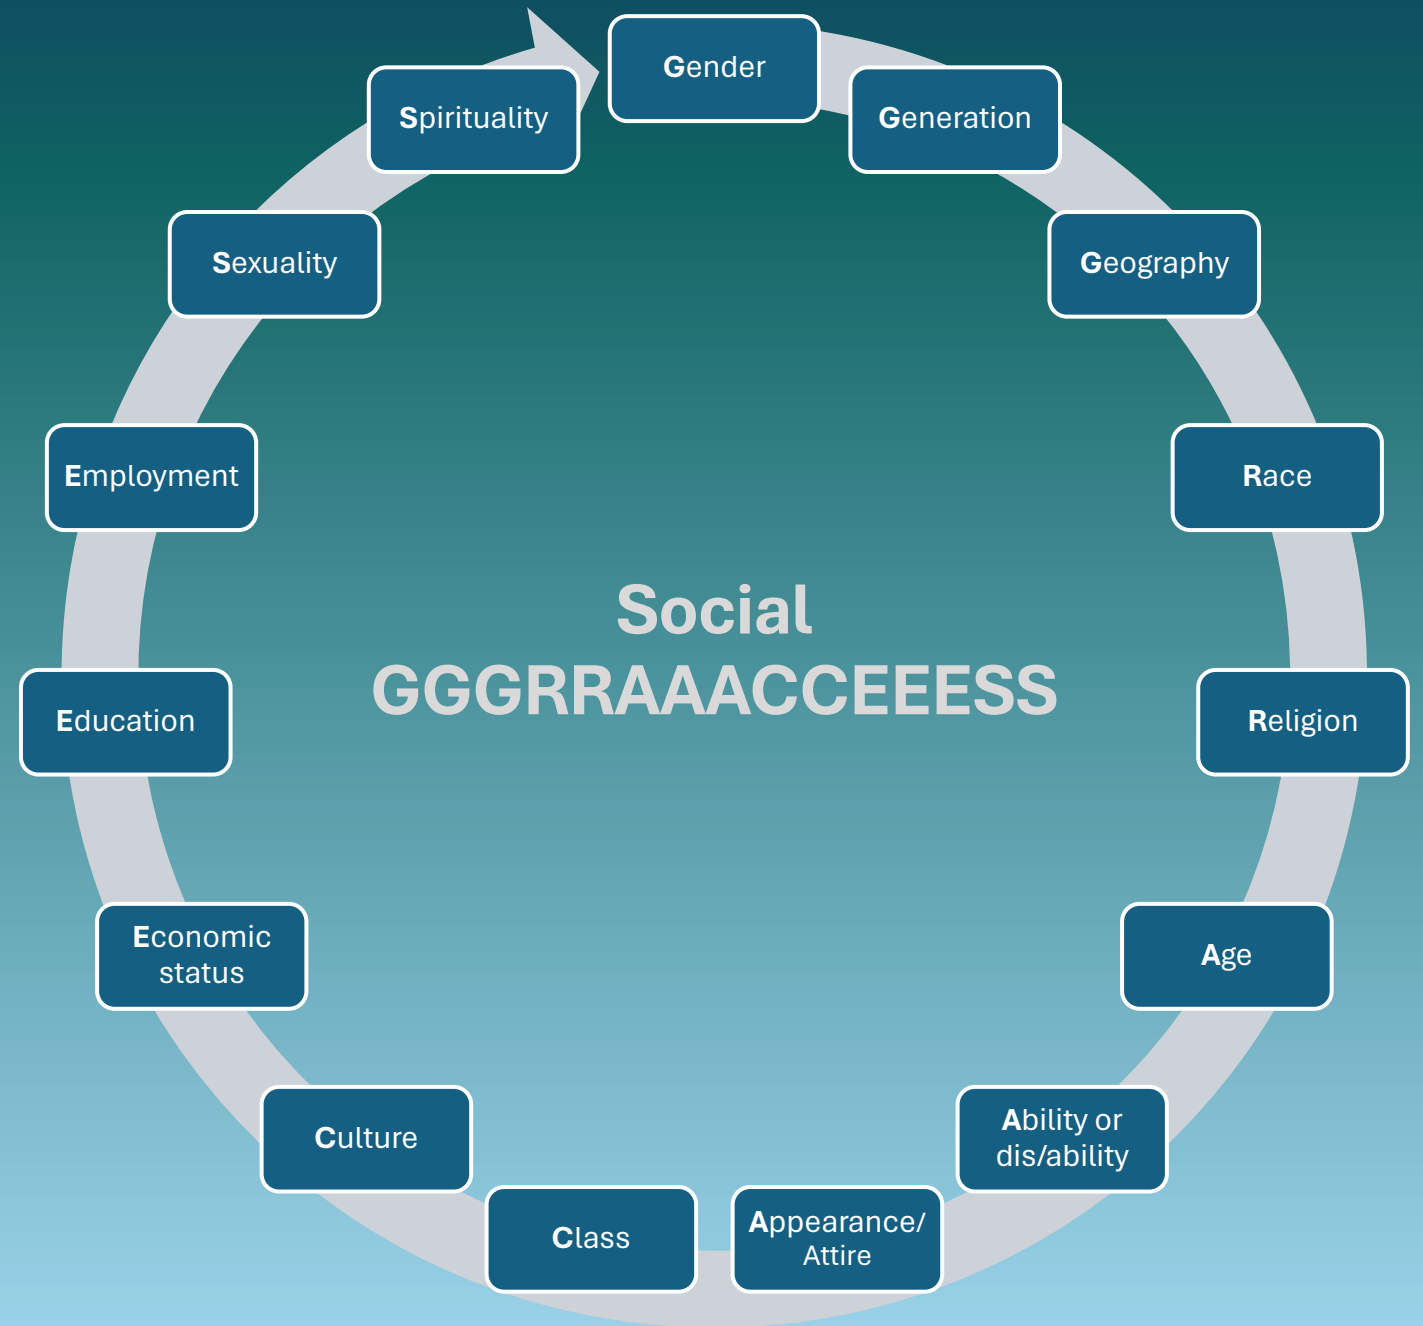 Gender
Generation
Geography
Race
Religion
Age
Ability or
dis/ability
Appearance/
Attire
Class
Culture
Economic
status
Education
Employment
Sexuality
Spirituality
Social
GGGRRAAACCEEESS